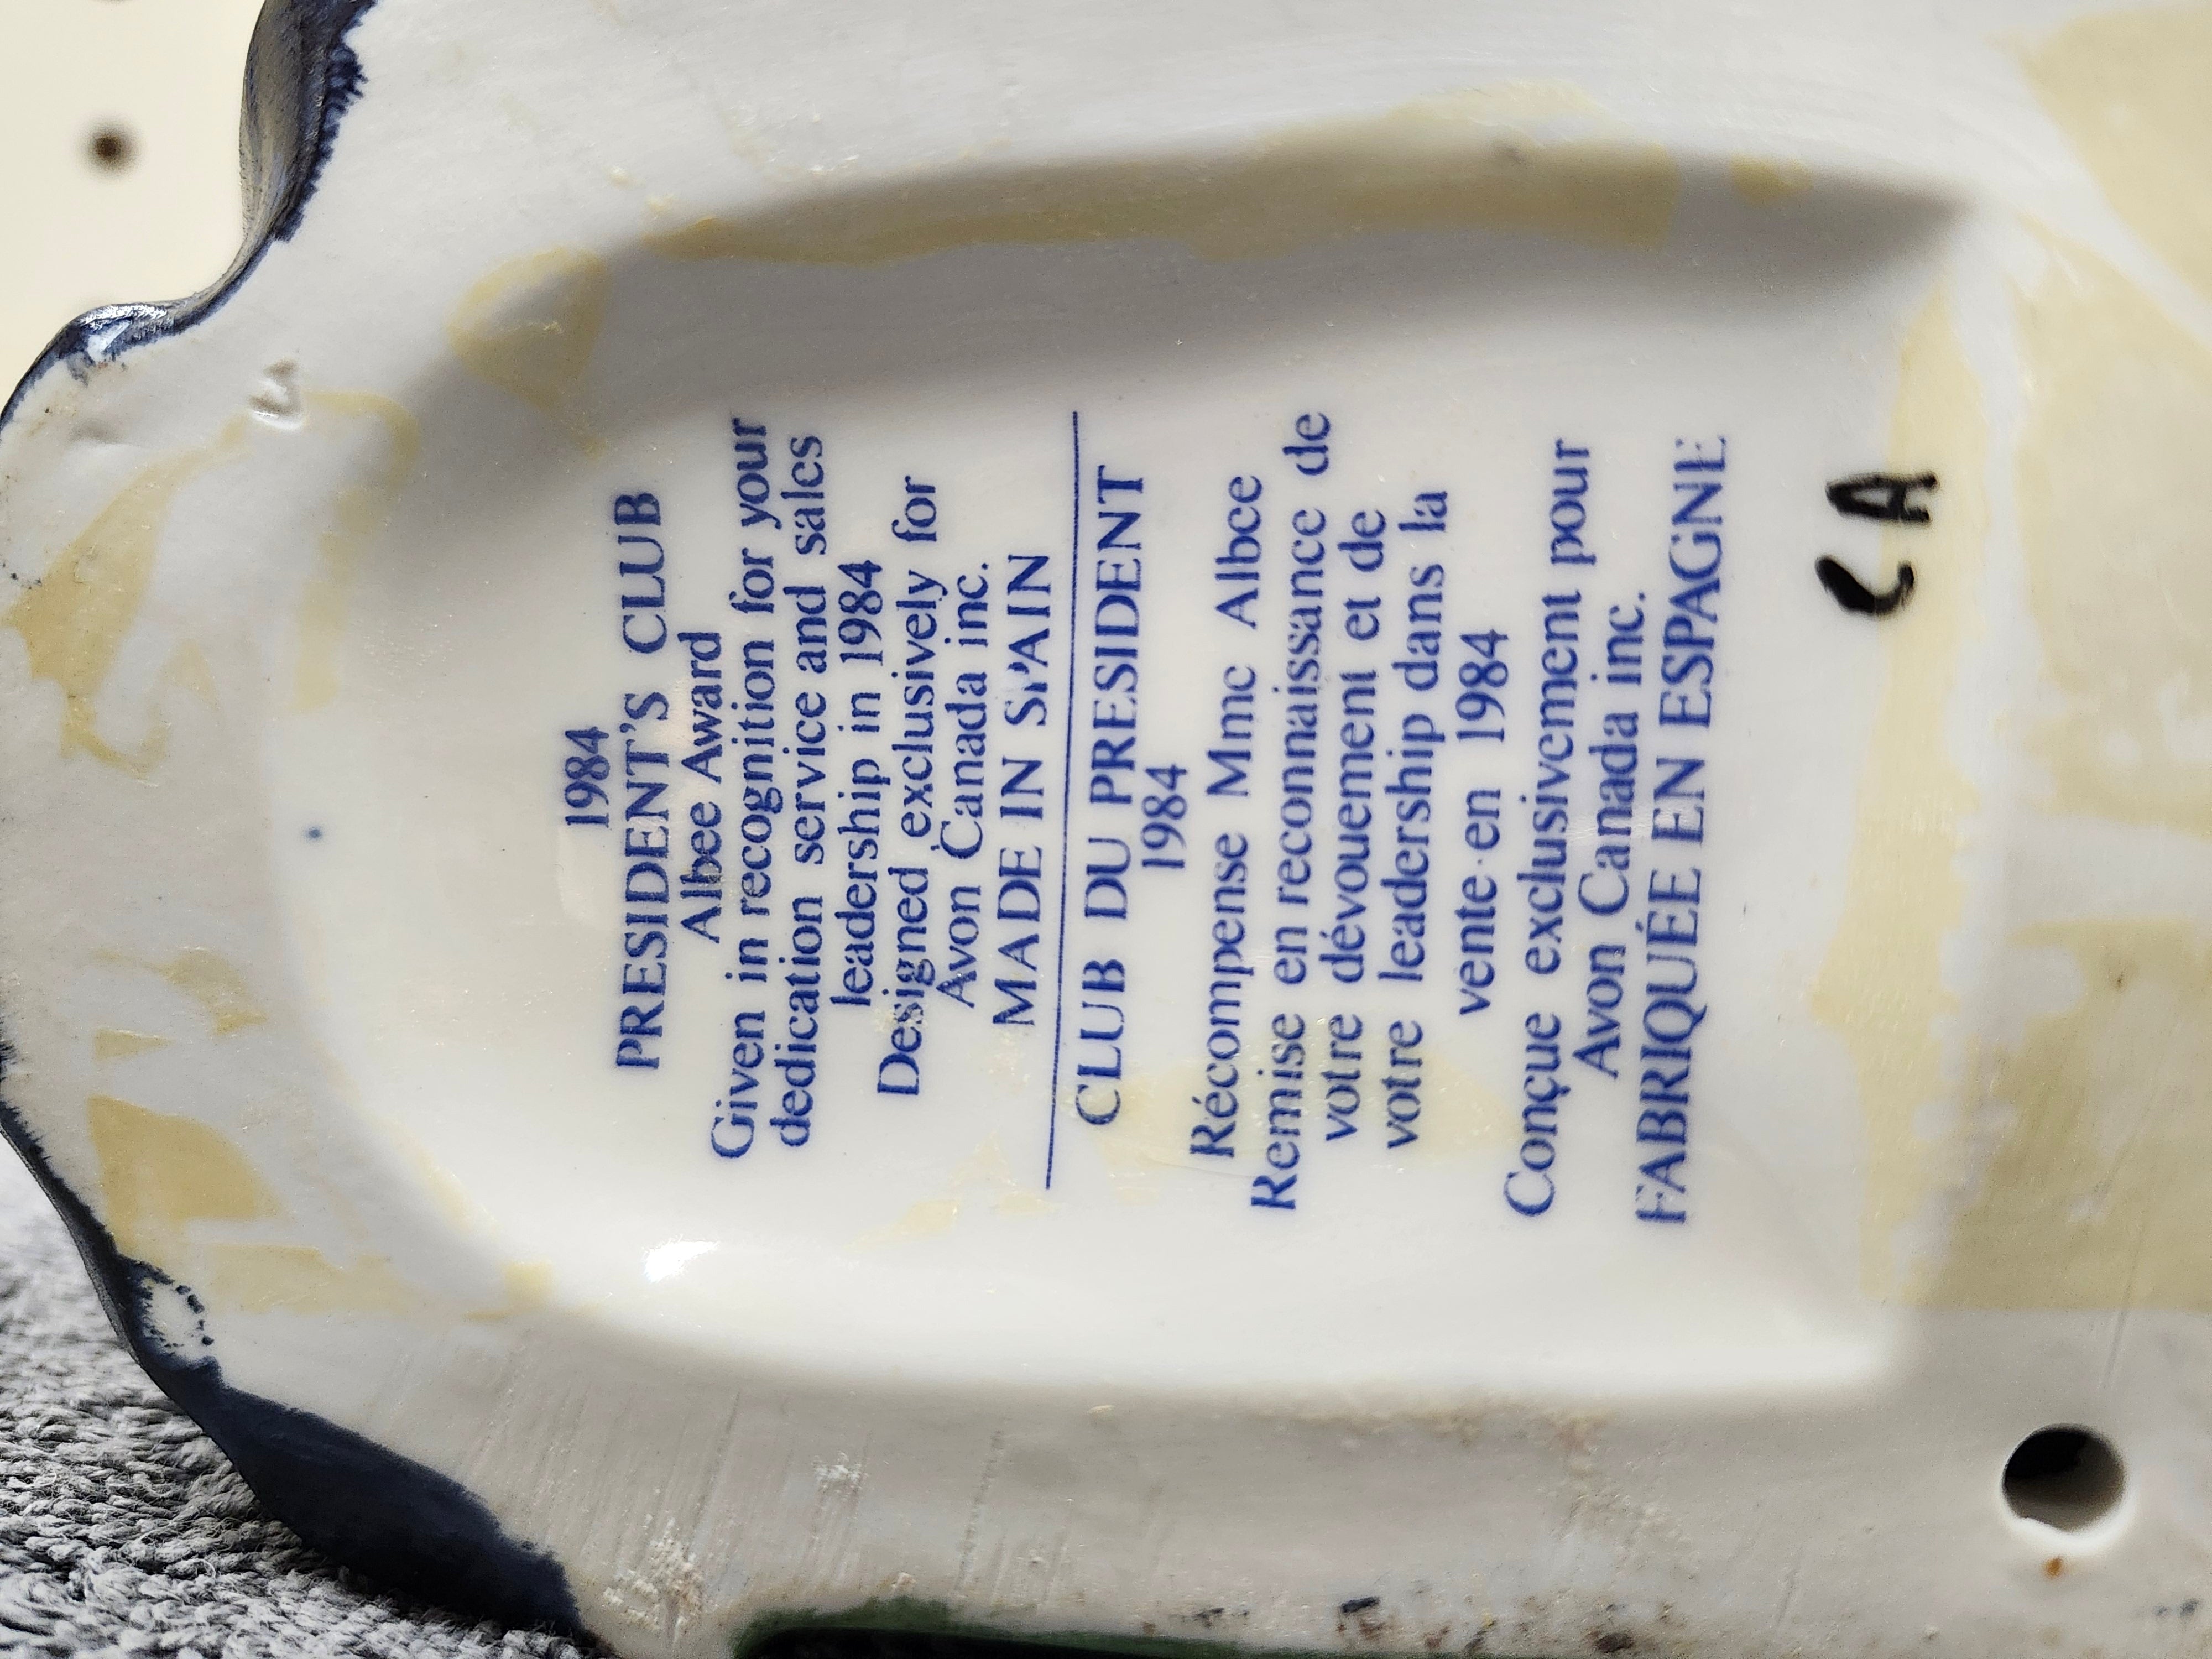 1984
PRESIDENT'S CLUB
Albee Award
Given in recognition for your
dedication service and sales
leadership in 1984
Designed exclusively for
Avon Canada inc.
MADE IN SPAIN
CLUB DU PRESIDENT
1984
Récompense Mme Albee
Remise en reconnaissance de
votre dévouement et de
votre leadership dans la
vente en 1984
Conçue exclusivement pour
Avon Canada inc.
FABRIQUÉE EN ESPAGNE
CA